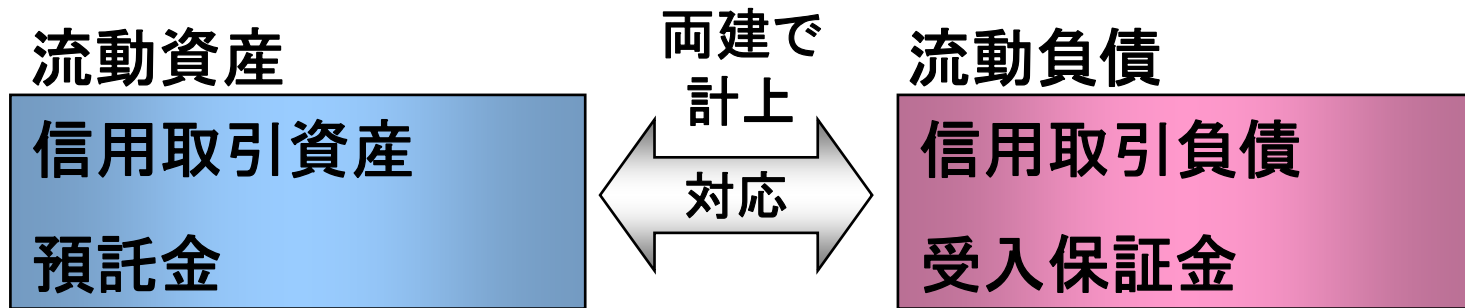 流動資産
信用取引資産
預託金
両建で
計上
対応
流動負債
信用取引負債
受入保証金